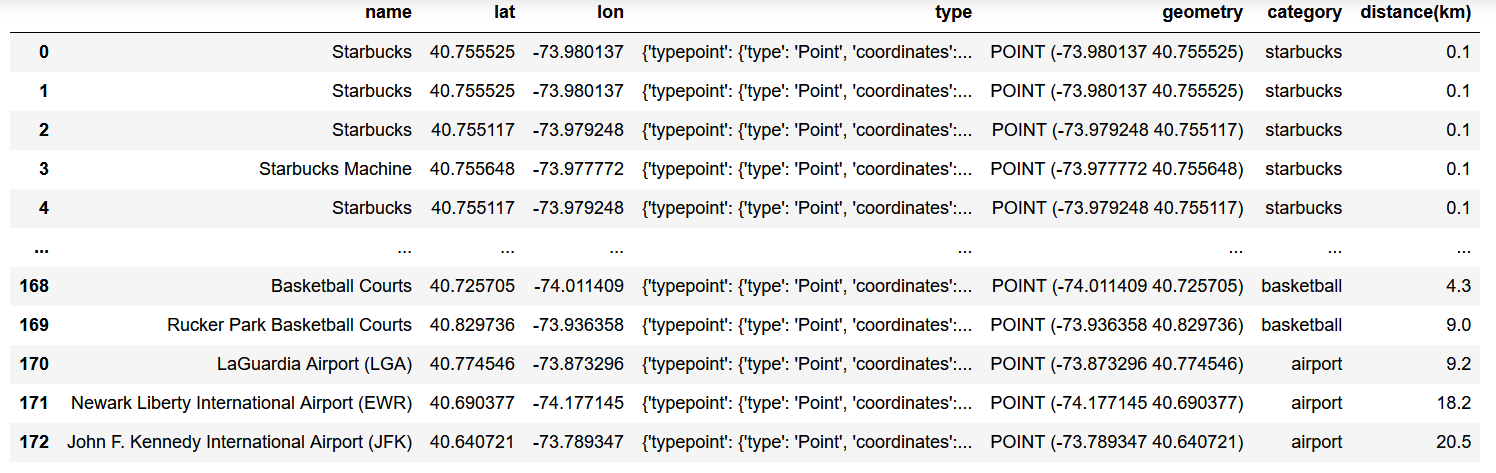 name lat lon type geometry category distance(km)
0 Starbucks 40.755525 -73.980137 {'typepoint': {'type': 'Point', 'coordinates':... POINT (-73.980137 40.755525) starbucks 0.1
1 Starbucks 40.755525 -73.980137 {'typepoint': {'type': 'Point', 'coordinates':... POINT (-73.980137 40.755525) starbucks 0.1
2 Starbucks 40.755117 -73.979248 {'typepoint': {'type': 'Point', 'coordinates':... POINT (-73.979248 40.755117) starbucks 0.1
3 Starbucks Machine 40.755648 -73.977772 {'typepoint': {'type': 'Point', 'coordinates':... POINT (-73.977772 40.755648) starbucks 0.1
4 Starbucks 40.755117 -73.979248 {'typepoint': {'type': 'Point', 'coordinates':... POINT (-73.979248 40.755117) starbucks 0.1
... ... ... ... ... ... ... ...
168 Basketball Courts 40.725705 -74.011409 {'typepoint': {'type': 'Point', 'coordinates':... POINT (-74.011409 40.725705) basketball 4.3
169 Rucker Park Basketball Courts 40.829736 -73.936358 {'typepoint': {'type': 'Point', 'coordinates':... POINT (-73.936358 40.829736) basketball 9.0
170 LaGuardia Airport (LGA) 40.774546 -73.873296 {'typepoint': {'type': 'Point', 'coordinates':... POINT (-73.873296 40.774546) airport 9.2
171 Newark Liberty International Airport (EWR) 40.690377 -74.177145 {'typepoint': {'type': 'Point', 'coordinates':... POINT (-74.177145 40.690377) airport 18.2
172 John F. Kennedy International Airport (JFK) 40.640721 -73.789347 {'typepoint': {'type': 'Point', 'coordinates':... POINT (-73.789347 40.640721) airport 20.5